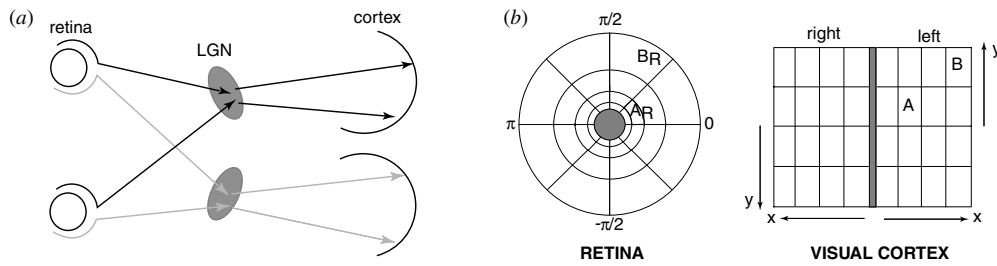 (a)
retina
LGN
cortex
(b)
π/2
B_R
A_R
π
0
-π/2
RETINA
right
left
y
B
A
y
x
x
VISUAL CORTEX